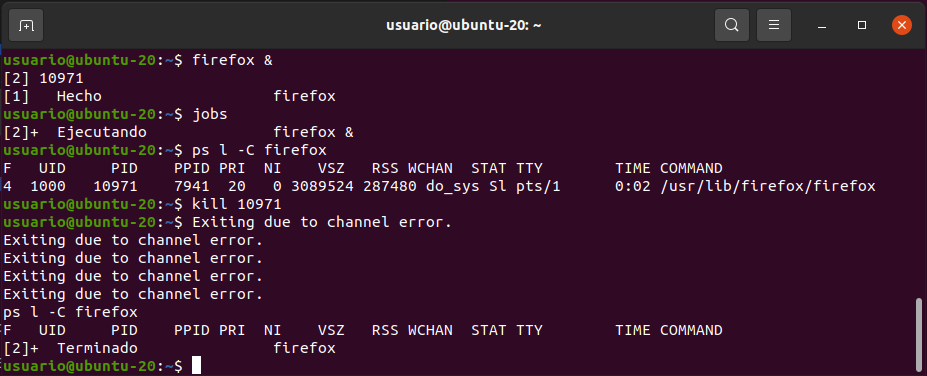 usuario@ubuntu-20: ~
usuario@ubuntu-20:~$ firefox &
[2] 10971
[1]   Hecho                   firefox
usuario@ubuntu-20:~$ jobs
[2]+  Ejecutando              firefox &
usuario@ubuntu-20:~$ ps l -C firefox
F   UID     PID    PPID PRI  NI    VSZ   RSS WCHAN  STAT TTY        TIME COMMAND
4  1000   10971    7941  20   0 3089524 287480 do_sys Sl pts/1      0:02 /usr/lib/firefox/firefox
usuario@ubuntu-20:~$ kill 10971
usuario@ubuntu-20:~$ Exiting due to channel error.
Exiting due to channel error.
Exiting due to channel error.
Exiting due to channel error.
Exiting due to channel error.
ps l -C firefox
F   UID     PID    PPID PRI  NI    VSZ   RSS WCHAN  STAT TTY        TIME COMMAND
[2]+  Terminado               firefox
usuario@ubuntu-20:~$